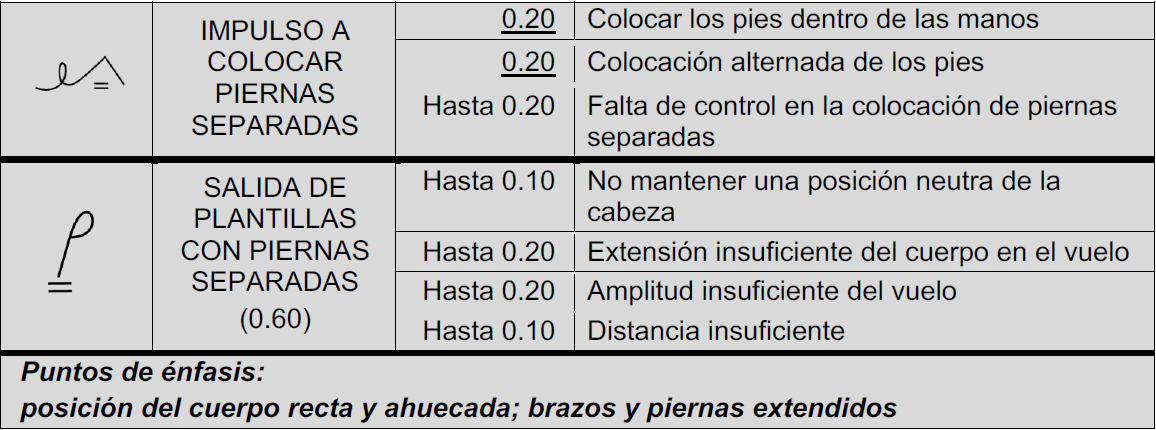 IMPULSO A
COLOCAR
PIERNAS
SEPARADAS
0.20 Colocar los pies dentro de las manos
0.20 Colocación alternada de los pies
Hasta 0.20 Falta de control en la colocación de piernas
separadas
SALIDA DE
PLANTILLAS
CON PIERNAS
SEPARADAS
(0.60)
Hasta 0.10 No mantener una posición neutra de la
cabeza
Hasta 0.20 Extensión insuficiente del cuerpo en el vuelo
Hasta 0.20 Amplitud insuficiente del vuelo
Hasta 0.10 Distancia insuficiente
Puntos de énfasis:
posición del cuerpo recta y ahuecada; brazos y piernas extendidos